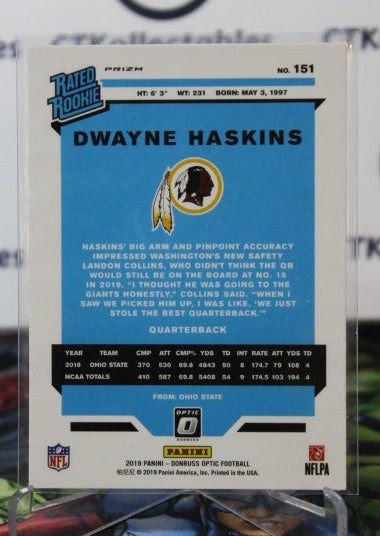 RATED
ROOKIE
PRIZM
NO. 151
HT: 6' 3" WT: 231 BORN: MAY 3, 1997
DWAYNE HASKINS
HASKINS' BIG ARM AND PINPOINT ACCURACY
IMPRESSED WASHINGTON'S NEW SAFETY
LANDON COLLINS, WHO DIDN'T THINK THE QB
WOULD STILL BE ON THE BOARD AT NO. 15
IN 2019. "I THOUGHT HE WAS GOING TO THE
GIANTS HONESTLY," COLLINS SAID. "WHEN I
SAW WE PICKED HIM UP, I WAS LIKE, 'WE JUST
STOLE THE BEST QUARTERBACK.'"
QUARTERBACK
YEAR TEAM CMP ATT CMP% YDS TD INT RATE ATT YDS TD
2018 OHIO STATE 370 530 69.8 4843 50 8 174.7 79 108 4
NCAA TOTALS 410 587 69.8 5408 54 9 174.5 103 194 4
FROM: OHIO STATE
OPTIC
DONRUSS
NFL
PANINI
NFLPA
2019 PANINI – DONRUSS OPTIC FOOTBALL
© 2019 Panini America, Inc. Printed in the USA.